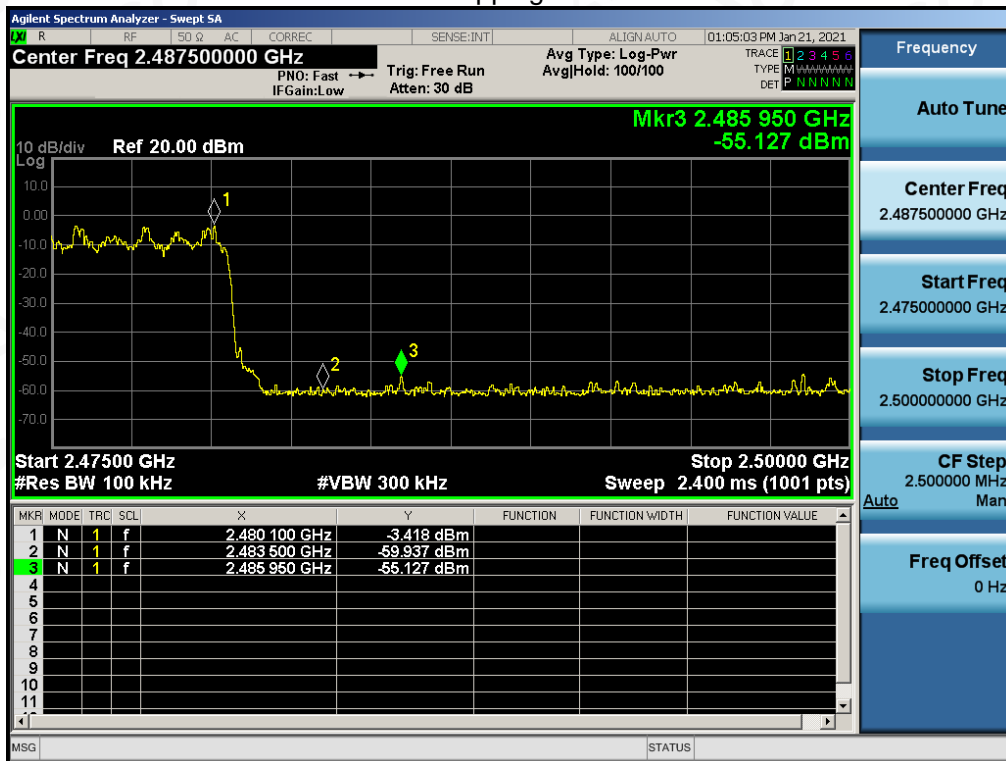 pping
Agilent Spectrum Analyzer - Swept SA
LXI R RF 50 Ω AC CORREC SENSE:INT ALIGN AUTO 01:05:03 PM Jan 21, 2021
Center Freq 2.487500000 GHz
PNO: Fast
IFGain:Low
Trig: Free Run
Atten: 30 dB
Avg Type: Log-Pwr
Avg|Hold: 100/100
TRACE 1 2 3 4 5 6
TYPE M WWWWW
DET P N N N N N
Mkr3 2.485 950 GHz
-55.127 dBm
10 dB/div Ref 20.00 dBm
Log
10.0
0.00
-10.0
-20.0
-30.0
-40.0
-50.0
-60.0
-70.0
1
2
3
Start 2.47500 GHz Stop 2.50000 GHz
#Res BW 100 kHz #VBW 300 kHz Sweep 2.400 ms (1001 pts)
MKR MODE TRC SCL X Y FUNCTION FUNCTION WIDTH FUNCTION VALUE
1 N 1 f 2.480 100 GHz -3.418 dBm
2 N 1 f 2.483 500 GHz -59.937 dBm
3 N 1 f 2.485 950 GHz -55.127 dBm
4
5
6
7
8
9
10
11
MSG STATUS
Frequency
Auto Tune
Center Freq
2.487500000 GHz
Start Freq
2.475000000 GHz
Stop Freq
2.500000000 GHz
CF Step
2.500000 MHz
Auto Man
Freq Offset
0 Hz